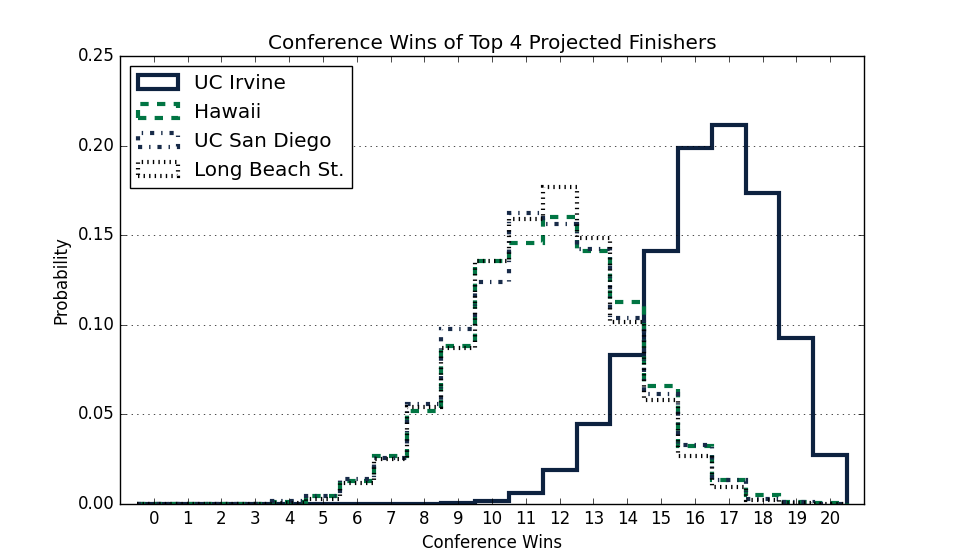 Conference Wins of Top 4 Projected Finishers
0.25
0.20
0.15
0.10
0.05
0.00
Probability
UC Irvine
Hawaii
UC San Diego
Long Beach St.
0 1 2 3 4 5 6 7 8 9 10 11 12 13 14 15 16 17 18 19 20
Conference Wins